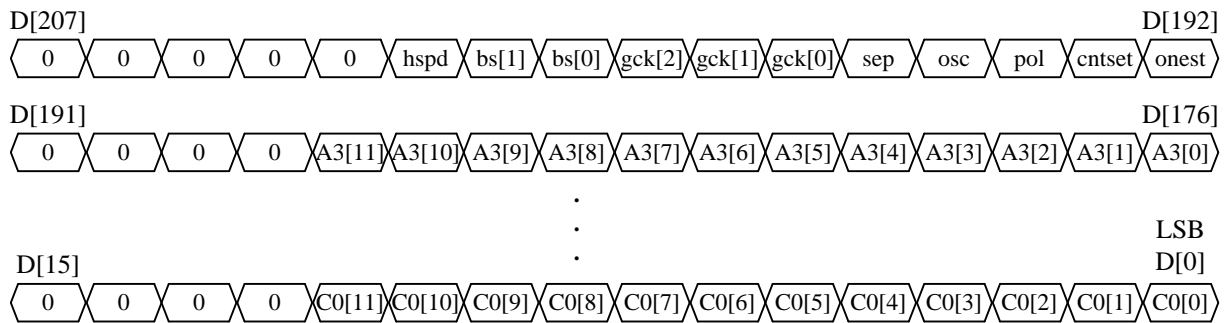 D[207] D[192]
0 0 0 0 0 hspd bs[1] bs[0] gck[2] gck[1] gck[0] sep osc pol cntset onest
D[191] D[176]
0 0 0 0 A3[11] A3[10] A3[9] A3[8] A3[7] A3[6] A3[5] A3[4] A3[3] A3[2] A3[1] A3[0]
LSB
D[15] D[0]
0 0 0 0 C0[11] C0[10] C0[9] C0[8] C0[7] C0[6] C0[5] C0[4] C0[3] C0[2] C0[1] C0[0]